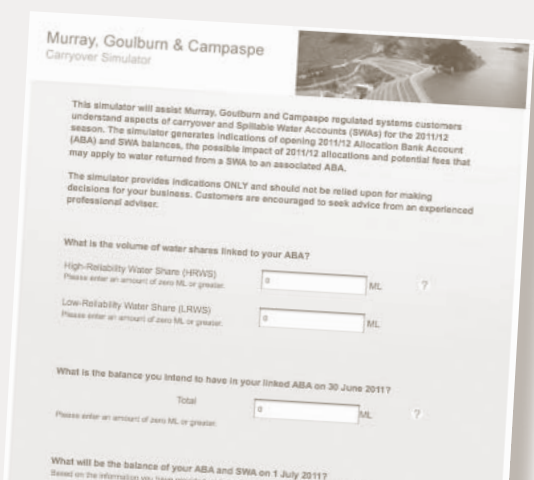 Murray, Goulburn & Campaspe
Carryover Simulator
This simulator will assist Murray, Goulburn and Campaspe regulated systems customers
understand aspects of carryover and Spillable Water Accounts (SWAs) for the 2011/12
season. The simulator generates indications of opening 2011/12 Allocation Bank Account
(ABA) and SWA balances, the possible impact of 2011/12 allocations and potential fees that
may apply to water returned from a SWA to an associated ABA.
The simulator provides indications ONLY and should not be relied upon for making
decisions for your business. Customers are encouraged to seek advice from an experienced
professional adviser.
What is the volume of water shares linked to your ABA?
High-Reliability Water Share (HRWS)
Please enter an amount of zero ML or greater.
0 ML ?
Low-Reliability Water Share (LRWS)
Please enter an amount of zero ML or greater.
0 ML
What is the balance you intend to have in your linked ABA on 30 June 2011?
Total 0 ML ?
Please enter an amount of zero ML or greater.
What will be the balance of your ABA and SWA on 1 July 2011?
Based on the information you have